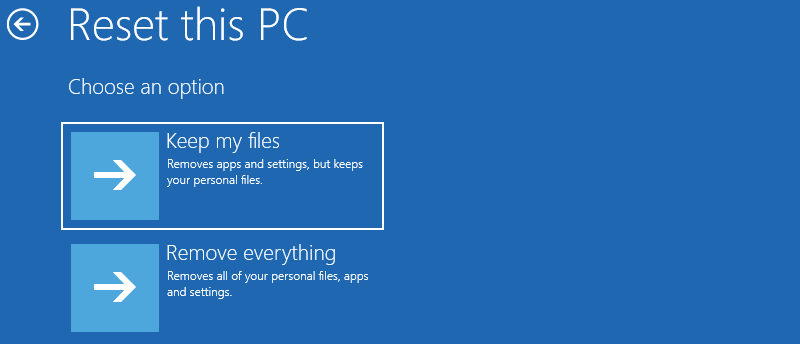 Reset this PC
Choose an option
Keep my files
Removes apps and settings, but keeps
your personal files.
Remove everything
Removes all of your personal files, apps
and settings.